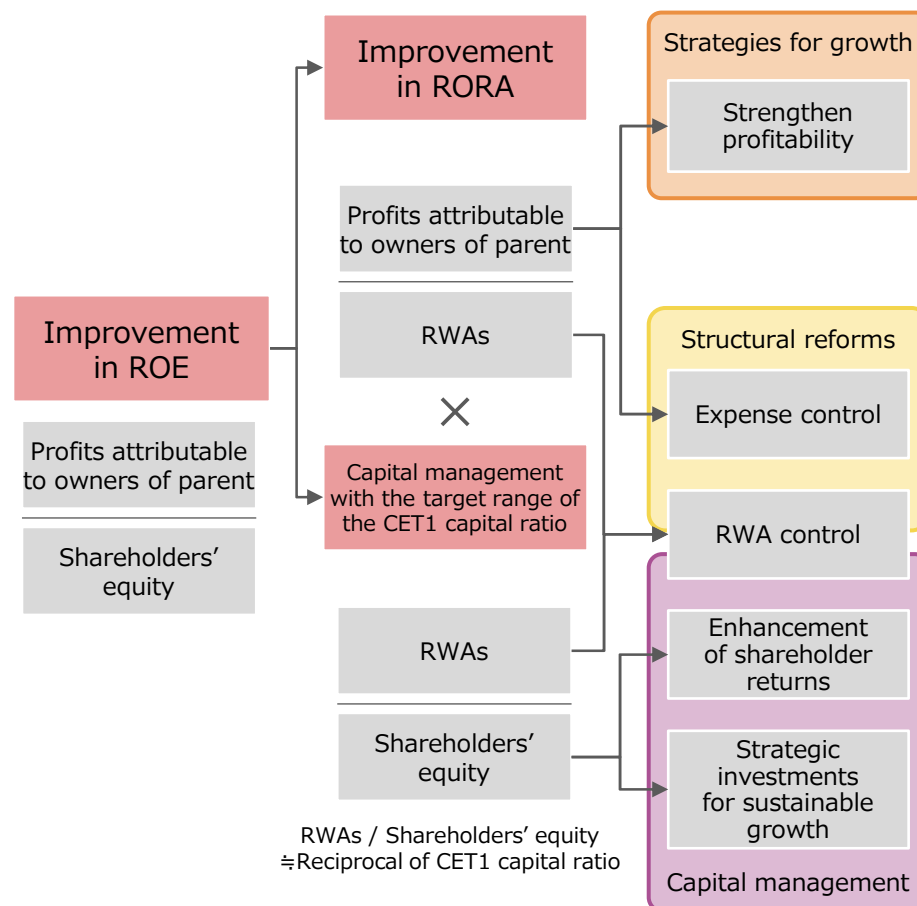 Improvement
in ROE
Profits attributable
to owners of parent
Shareholders’
equity
Improvement
in RORA
Profits attributable
to owners of parent
RWAs
×
Capital management
with the target range of
the CET1 capital ratio
RWAs
Shareholders’
equity
RWAs / Shareholders’ equity
≒Reciprocal of CET1 capital ratio
Strategies for growth
Strengthen
profitability
Structural reforms
Expense control
RWA control
Enhancement
of shareholder
returns
Strategic
investments
for sustainable
growth
Capital management